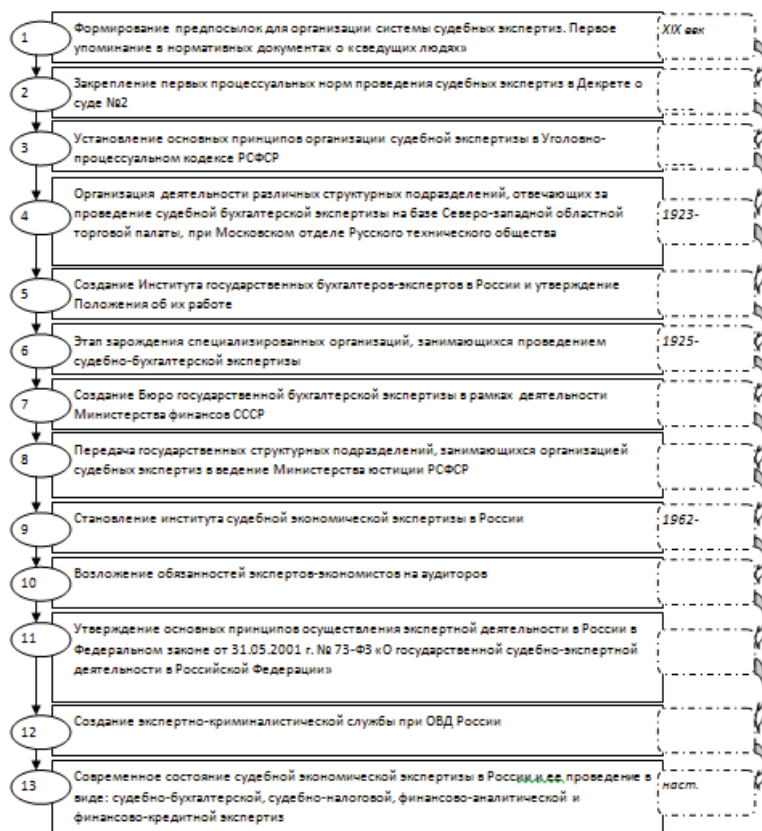 1
Формирование предпосылок для организации системы судебных экспертиз. Первое
упоминание в нормативных документах о «сведущих людях»
XIX век
2
Закрепление первых процессуальных норм проведения судебных экспертиз в Декрете о
суде №2
3
Установление основных принципов организации судебной экспертизы в Уголовно-
процессуальном кодексе РСФСР
4
Организация деятельности различных структурных подразделений, отвечающих за
проведение судебной бухгалтерской экспертизы на базе Северо-западной областной
торговой палаты, при Московском отделе Русского технического общества
1923-
5
Создание Института государственных бухгалтеров-экспертов в России и утверждение
Положения об их работе
6
Этап зарождения специализированных организаций, занимающихся проведением
судебно-бухгалтерской экспертизы
1925-
7
Создание Бюро государственной бухгалтерской экспертизы в рамках деятельности
Министерства финансов СССР
8
Передача государственных структурных подразделений, занимающихся организацией
судебных экспертиз в ведение Министерства юстиции РСФСР
9
Становление института судебной экономической экспертизы в России
1962-
10
Возложение обязанностей экспертов-экономистов на аудиторов
11
Утверждение основных принципов осуществления экспертной деятельности в России в
Федеральном законе от 31.05.2001 г. № 73-ФЗ «О государственной судебно-экспертной
деятельности в Российской Федерации»
12
Создание экспертно-криминалистической службы при ОВД России
13
Современное состояние судебной экономической экспертизы в России и ее проведение в
виде: судебно-бухгалтерской, судебно-налоговой, финансово-аналитической и
финансово-кредитной экспертиз
наст.